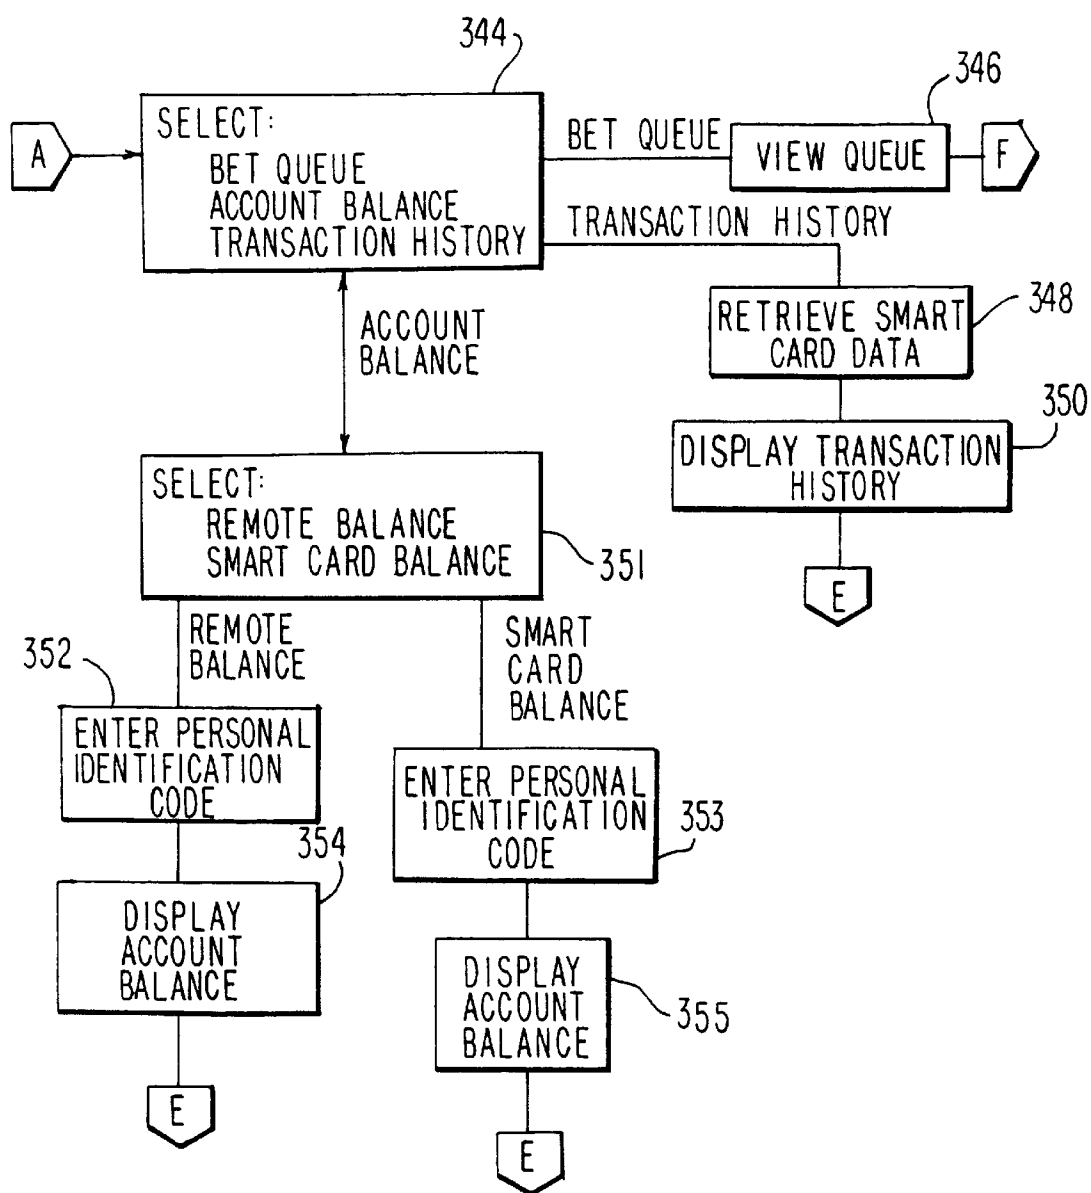 344
346
A
SELECT:
BET QUEUE
ACCOUNT BALANCE
TRANSACTION HISTORY
BET QUEUE
VIEW QUEUE
F
TRANSACTION HISTORY
348
RETRIEVE SMART
CARD DATA
ACCOUNT
BALANCE
350
DISPLAY TRANSACTION
HISTORY
E
SELECT:
REMOTE BALANCE
SMART CARD BALANCE
351
REMOTE
BALANCE
SMART
CARD
BALANCE
352
ENTER PERSONAL
IDENTIFICATION
CODE
ENTER PERSONAL
IDENTIFICATION
CODE
353
354
DISPLAY
ACCOUNT
BALANCE
DISPLAY
ACCOUNT
BALANCE
355
E
E